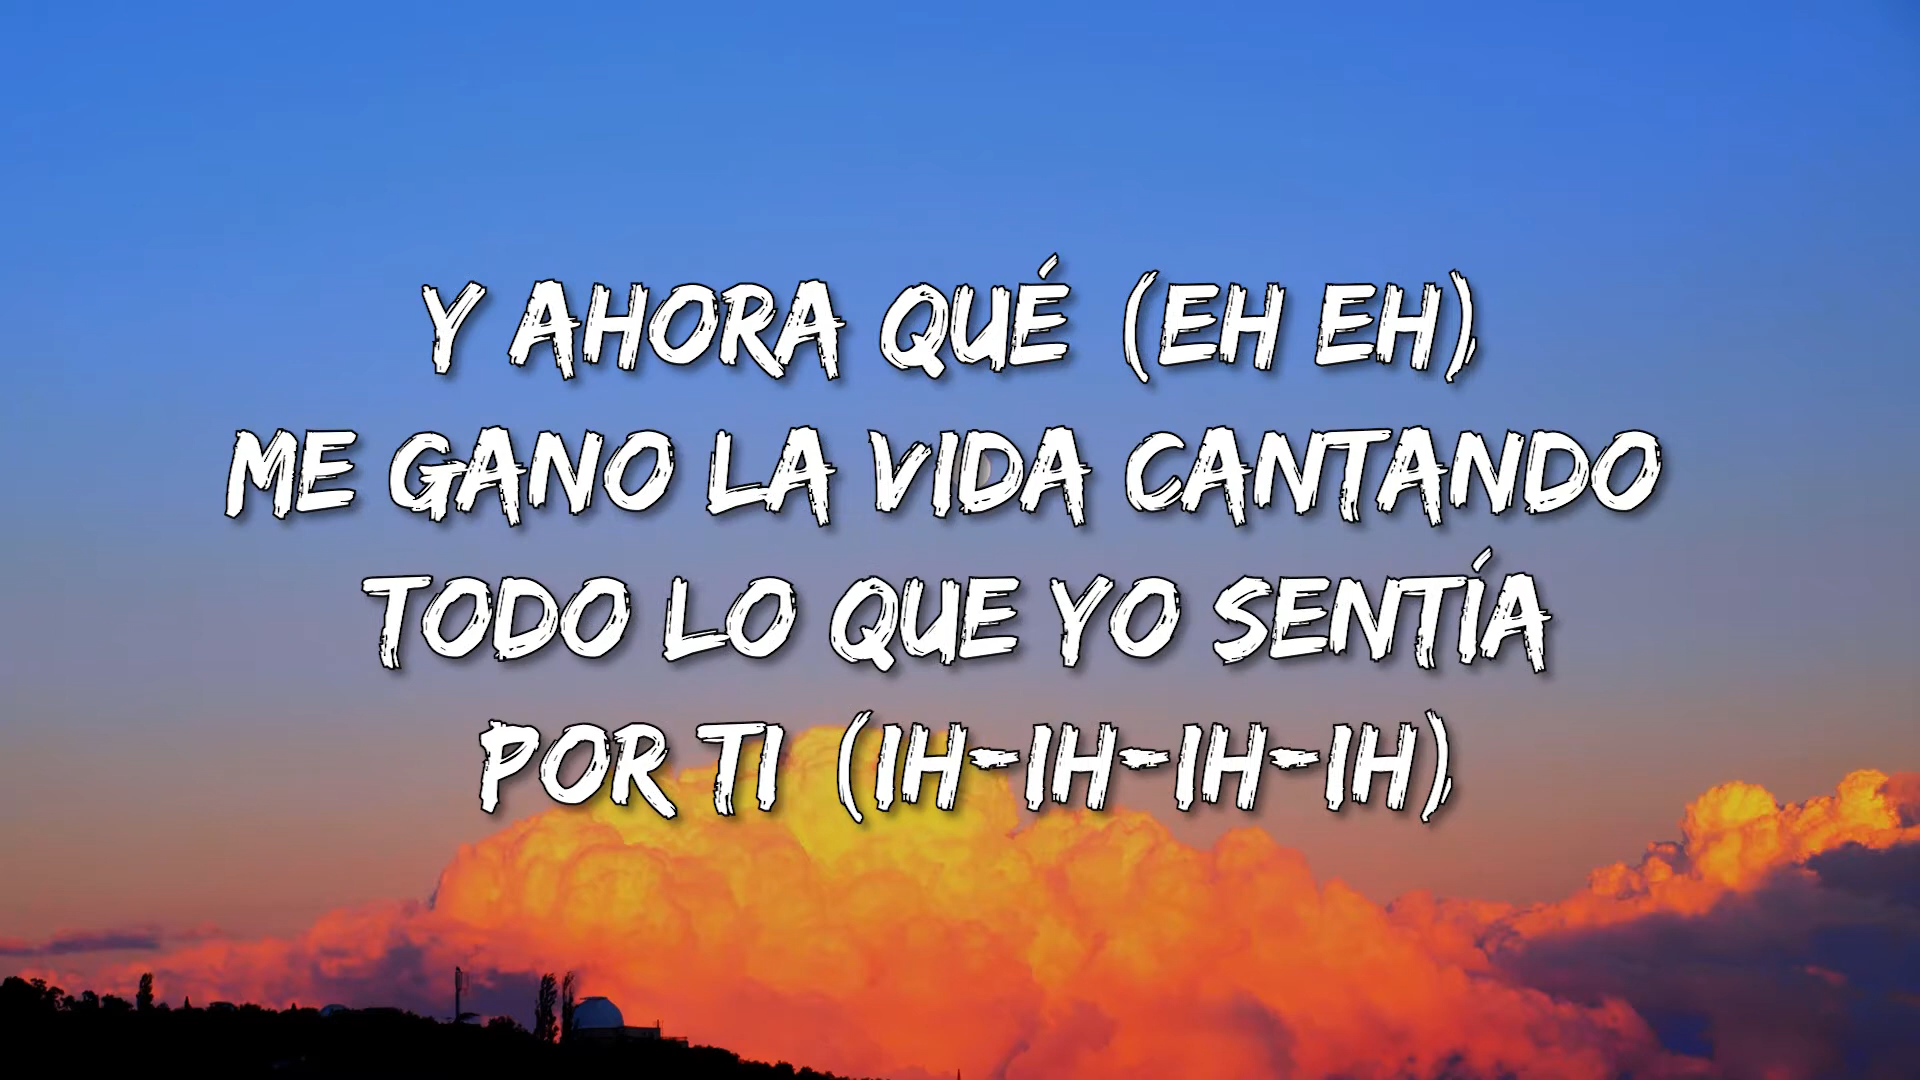 Y AHORA QUÉ (EH EH)
ME GANO LA VIDA CANTANDO
TODO LO QUE YO SENTÍA
POR TI (IH-IH-IH-IH)